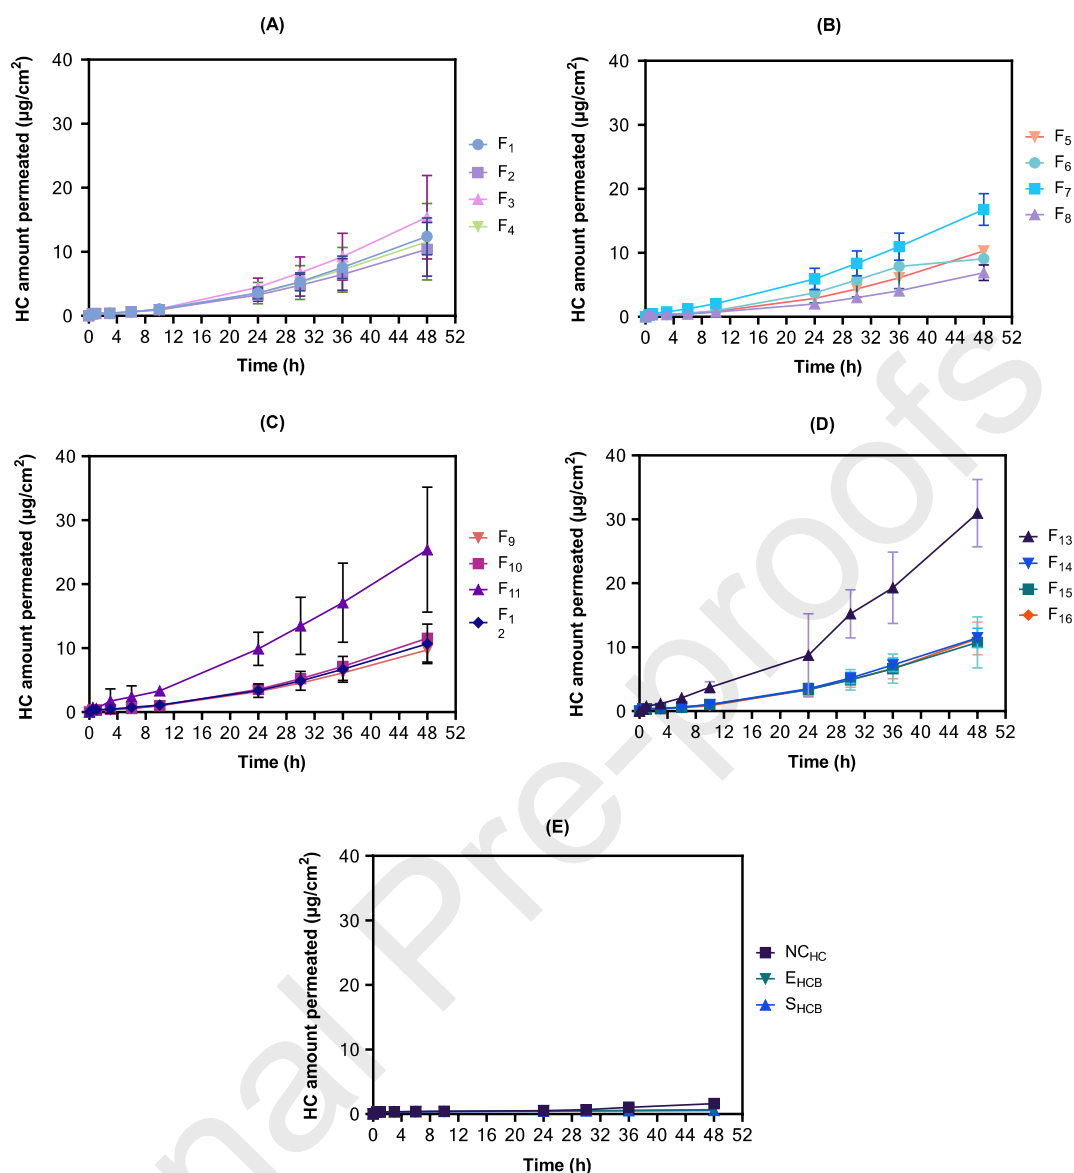 (A)
HC amount permeated (µg/cm²)
40
30
20
10
0
0 4 8 12 16 20 24 28 32 36 40 44 48 52
Time (h)
F₁
F₂
F₃
F₄
(B)
HC amount permeated (µg/cm²)
40
30
20
10
0
0 4 8 12 16 20 24 28 32 36 40 44 48 52
Time (h)
F₅
F₆
F₇
F₈
(C)
HC amount permeated (µg/cm²)
40
30
20
10
0
0 4 8 12 16 20 24 28 32 36 40 44 48 52
Time (h)
F₉
F₁₀
F₁₁
F₁
₂
(D)
HC amount permeated (µg/cm²)
40
30
20
10
0
0 4 8 12 16 20 24 28 32 36 40 44 48 52
Time (h)
F₁₃
F₁₄
F₁₅
F₁₆
(E)
HC amount permeated (µg/cm²)
40
30
20
10
0
0 4 8 12 16 20 24 28 32 36 40 44 48 52
Time (h)
NC_HC
E_HCB
S_HCB
nal Pre-proofs